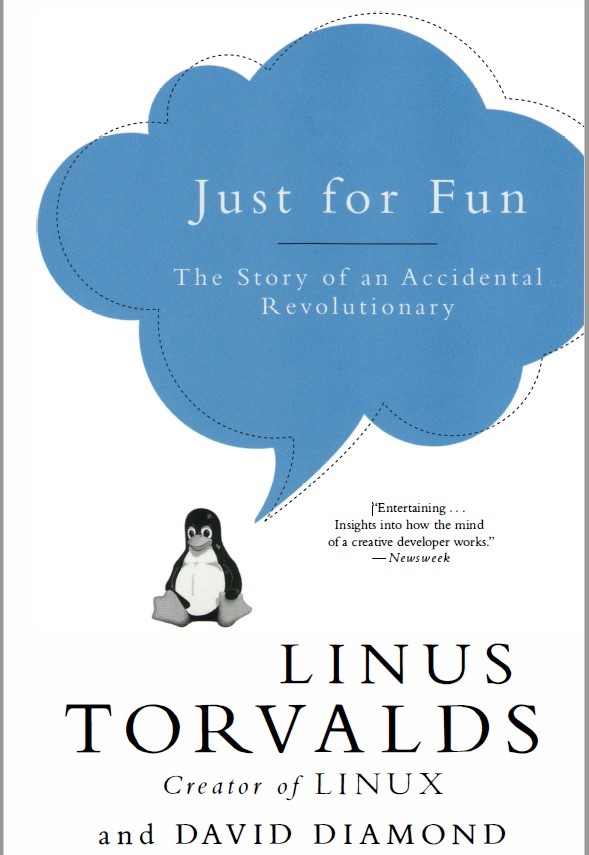 Just for Fun
The Story of an Accidental
Revolutionary
“Entertaining . . .
Insights into how the mind
of a creative developer works.”
— Newsweek
LINUS
TORVALDS
Creator of LINUX
and DAVID DIAMOND